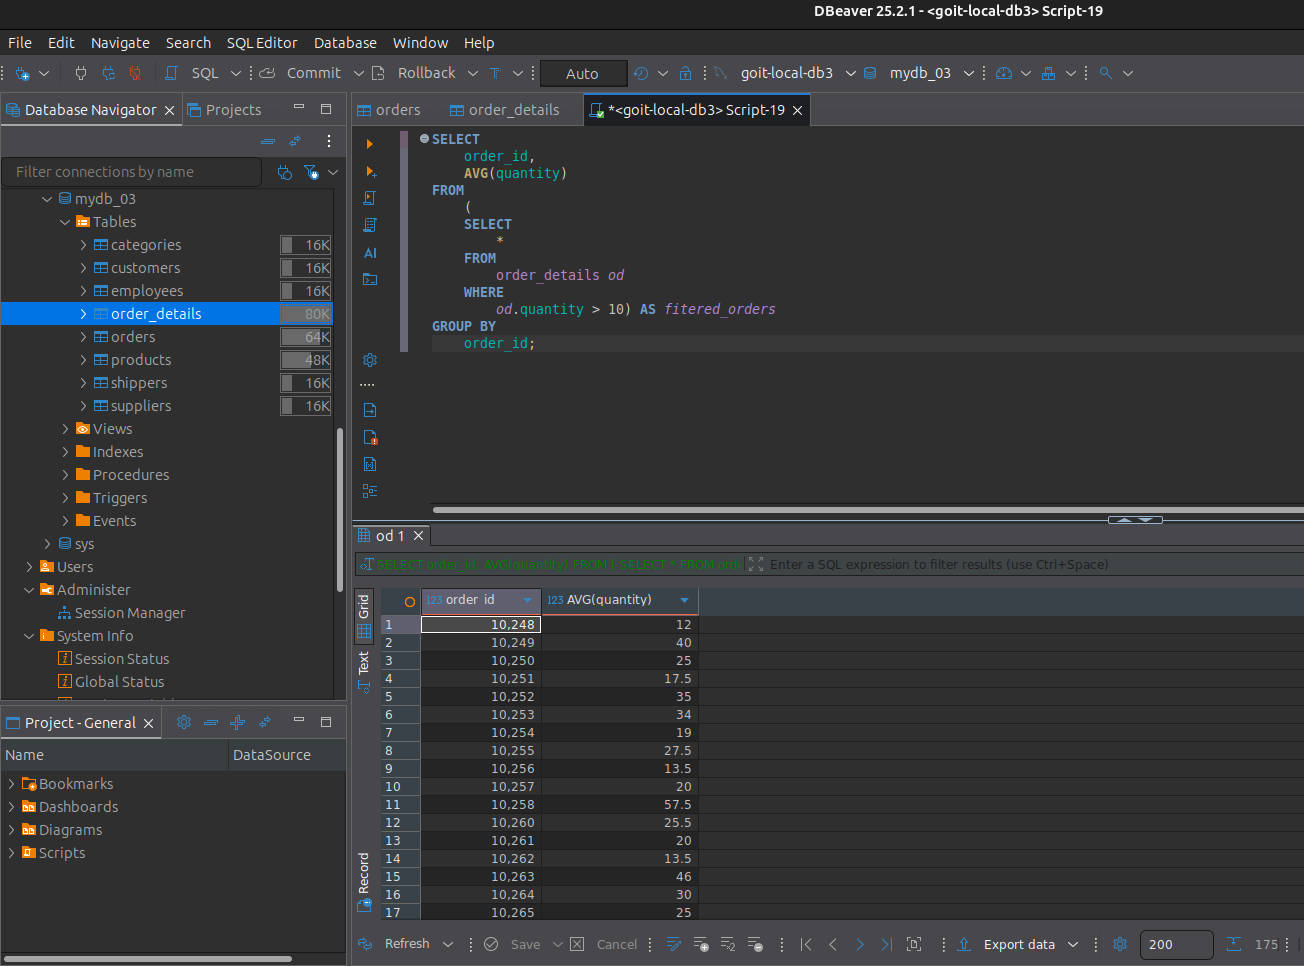 DBeaver 25.2.1 - <goit-local-db3> Script-19
File Edit Navigate Search SQL Editor Database Window Help
SQL Commit Rollback T Auto goit-local-db3 mydb_03
Database Navigator Projects
Filter connections by name
mydb_03
Tables
categories 16K
customers 16K
employees 16K
order_details 80K
orders 64K
products 48K
shippers 16K
suppliers 16K
Views
Indexes
Procedures
Triggers
Events
sys
Users
Administer
Session Manager
System Info
Session Status
Global Status
Project - General
Name DataSource
Bookmarks
Dashboards
Diagrams
Scripts
orders order_details *<goit-local-db3> Script-19
AI
SELECT
order_id,
AVG(quantity)
FROM
(
SELECT
*
FROM
order_details od
WHERE
od.quantity > 10) AS fitered_orders
GROUP BY
order_id;
od 1
SELECT order_id, AVG(quantity) FROM ( SELECT * FROM ord Enter a SQL expression to filter results (use Ctrl+Space)
Grid
Text
Record
123 order_id 123 AVG(quantity)
1 10,248 12
2 10,249 40
3 10,250 25
4 10,251 17.5
5 10,252 35
6 10,253 34
7 10,254 19
8 10,255 27.5
9 10,256 13.5
10 10,257 20
11 10,258 57.5
12 10,260 25.5
13 10,261 20
14 10,262 13.5
15 10,263 46
16 10,264 30
17 10,265 25
Refresh Save Cancel Export data 200 175